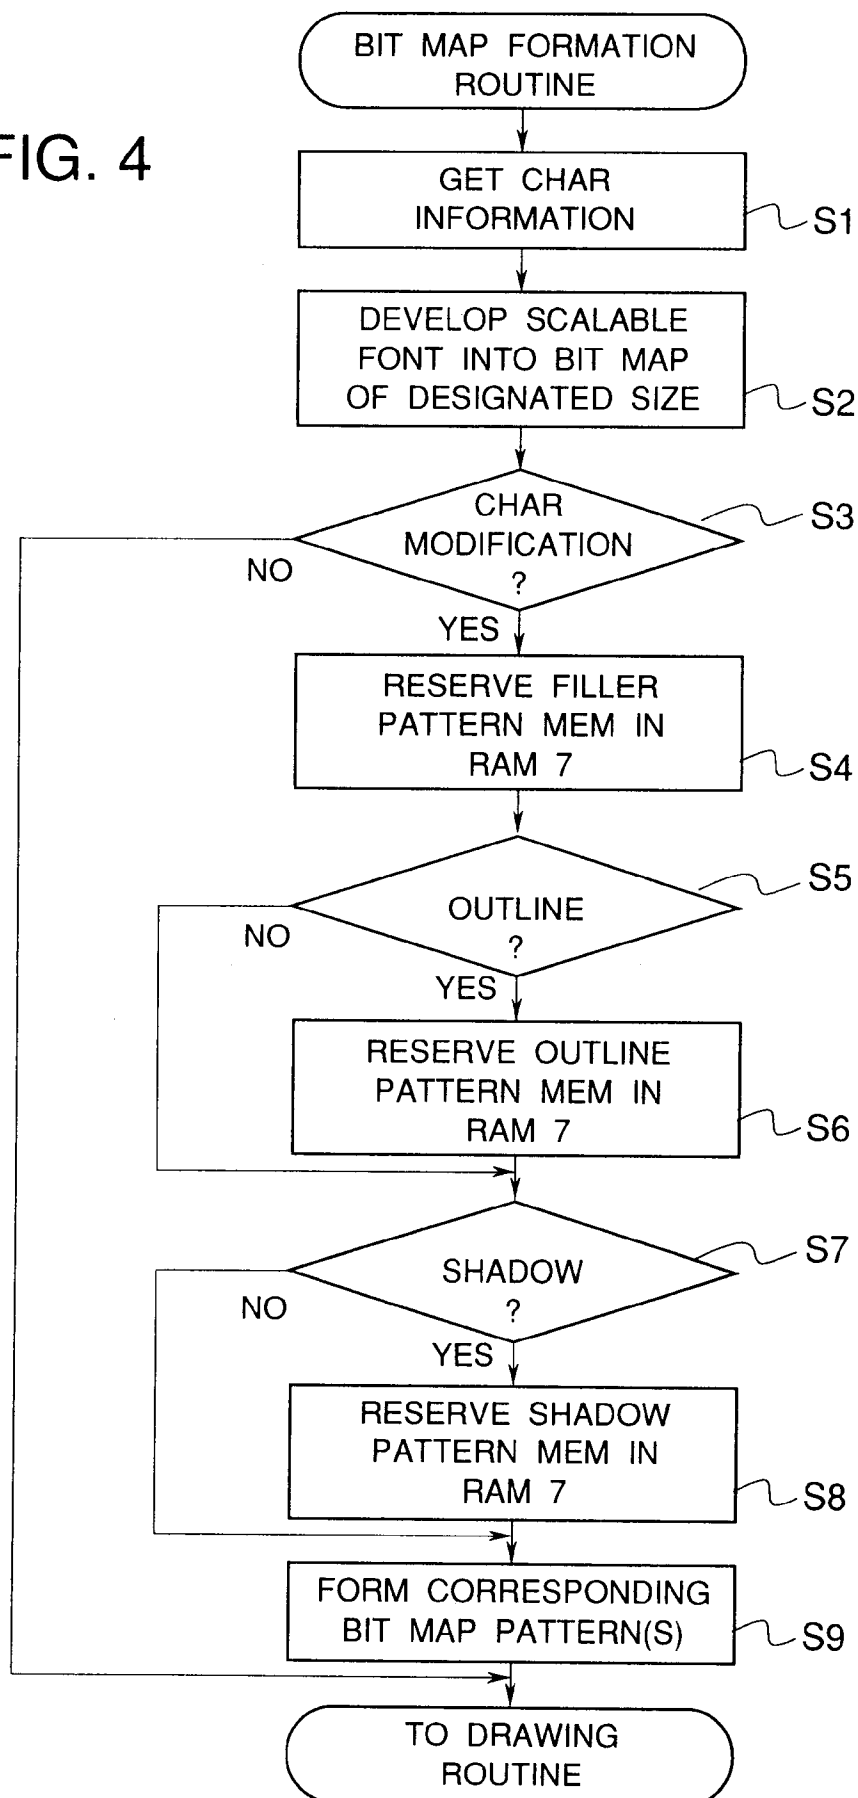 BIT MAP FORMATION
ROUTINE
FIG. 4
GET CHAR
INFORMATION
S1
DEVELOP SCALABLE
FONT INTO BIT MAP
OF DESIGNATED SIZE
S2
CHAR
MODIFICATION
?
S3
NO
YES
RESERVE FILLER
PATTERN MEM IN
RAM 7
S4
OUTLINE
?
S5
NO
YES
RESERVE OUTLINE
PATTERN MEM IN
RAM 7
S6
SHADOW
?
S7
NO
YES
RESERVE SHADOW
PATTERN MEM IN
RAM 7
S8
FORM CORRESPONDING
BIT MAP PATTERN(S)
S9
TO DRAWING
ROUTINE